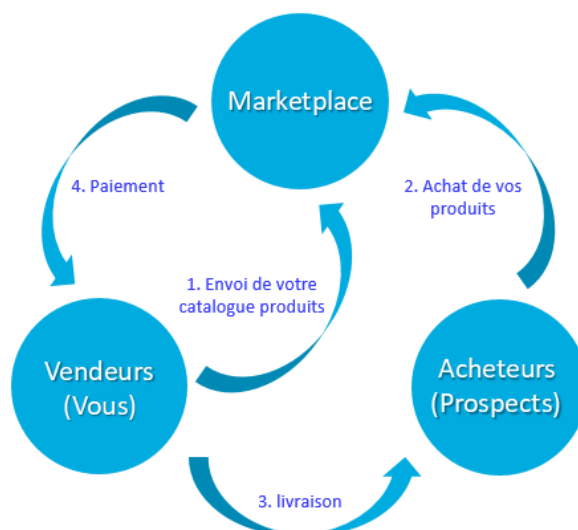 Marketplace
4. Paiement
2. Achat de vos
produits
1. Envoi de votre
catalogue produits
Vendeurs
(Vous)
Acheteurs
(Prospects)
3. livraison